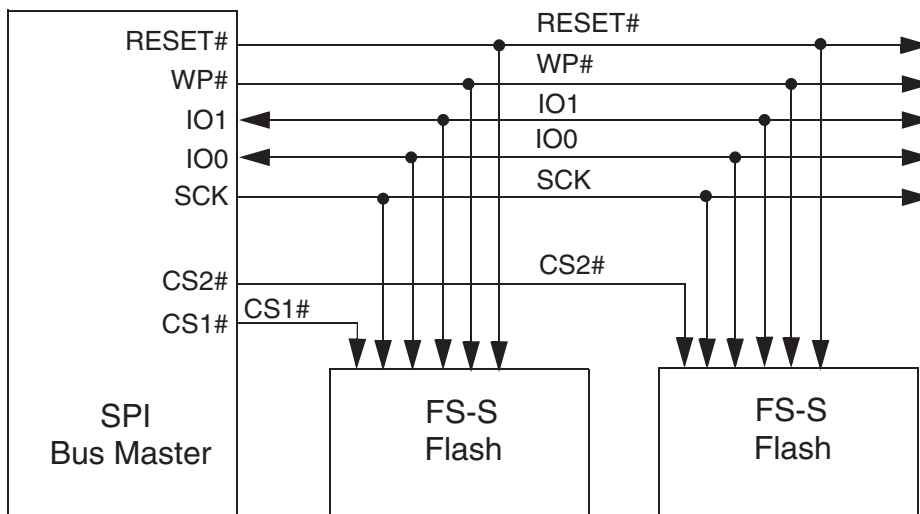 RESET#
RESET#
WP#
WP#
IO1
IO1
IO0
IO0
SCK
SCK
CS2#
CS2#
CS1#
CS1#
SPI
Bus Master
FS-S
Flash
FS-S
Flash